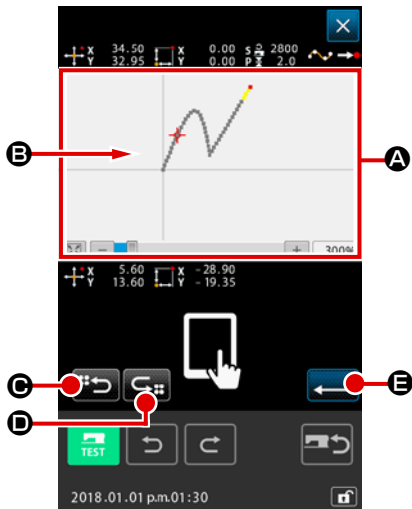 X 34.50 X 0.00 S 2800
Y 32.95 Y 0.00 P 2.0
A
B
300%
X 5.60 X -28.90
Y 13.60 Y -19.35
C
D
E
TEST
2018.01.01 p.m.01:30